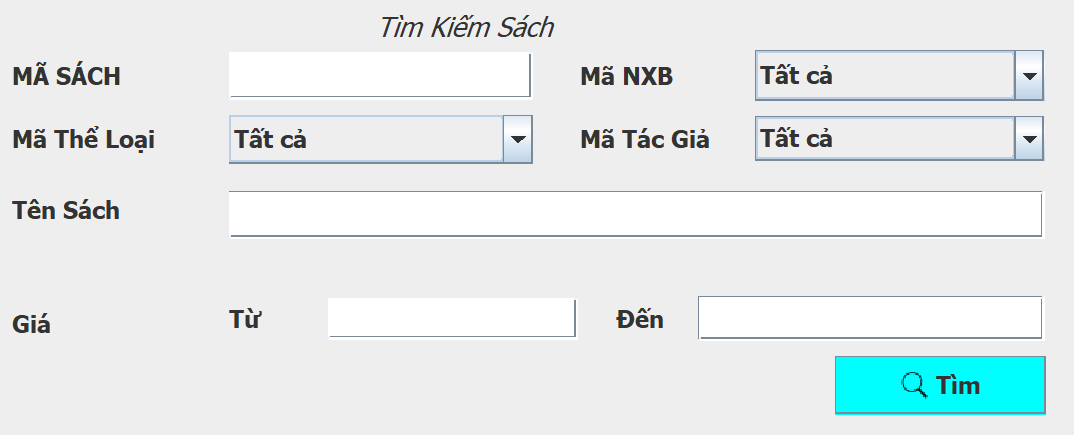 Tìm Kiếm Sách
MÃ SÁCH Mã NXB Tất cả
Mã Thể Loại Tất cả Mã Tác Giả Tất cả
Tên Sách
Giá Từ Đến
Tìm